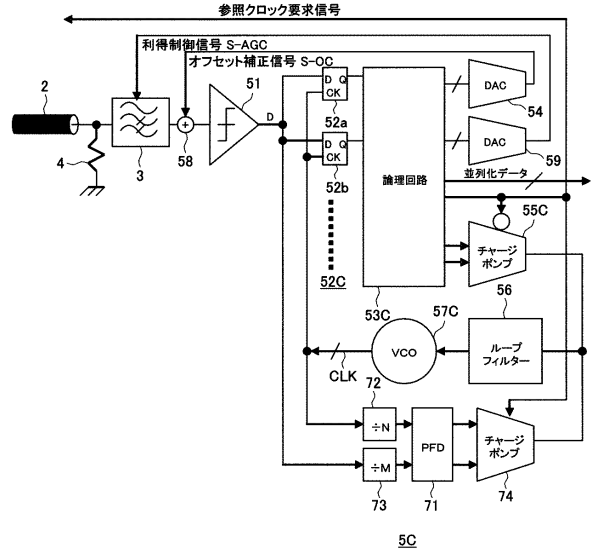 参照クロック要求信号
利得制御信号 S-AGC
オフセット補正信号 S-OC
2
51
D
D Q
CK
52a
DAC
54
4
3
58
D Q
CK
52b
論理回路
DAC
59
並列化データ
55C
チャージ
ポンプ
52C
53C
57C
56
VCO
ループ
フィルター
CLK
72
÷N
PFD
チャージ
ポンプ
÷M
73
71
74
5C